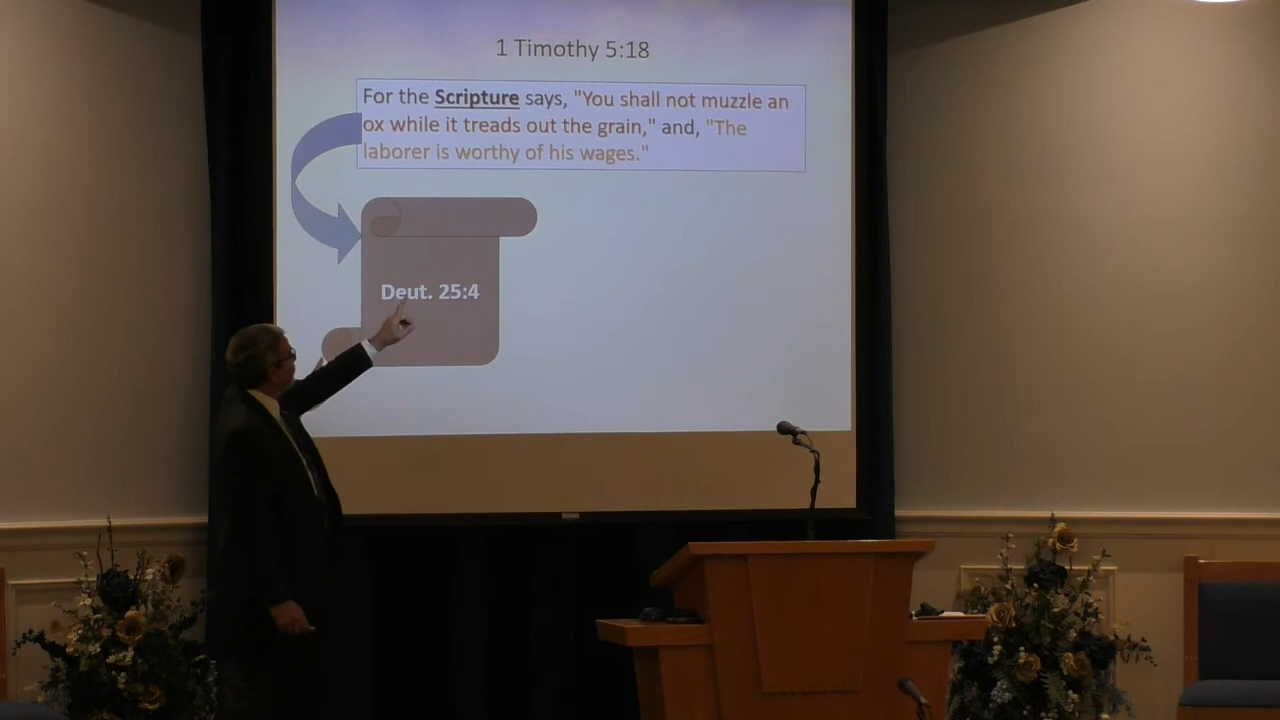 1 Timothy 5:18
For the Scripture says, "You shall not muzzle an
ox while it treads out the grain," and, "The
laborer is worthy of his wages."
Deut. 25:4